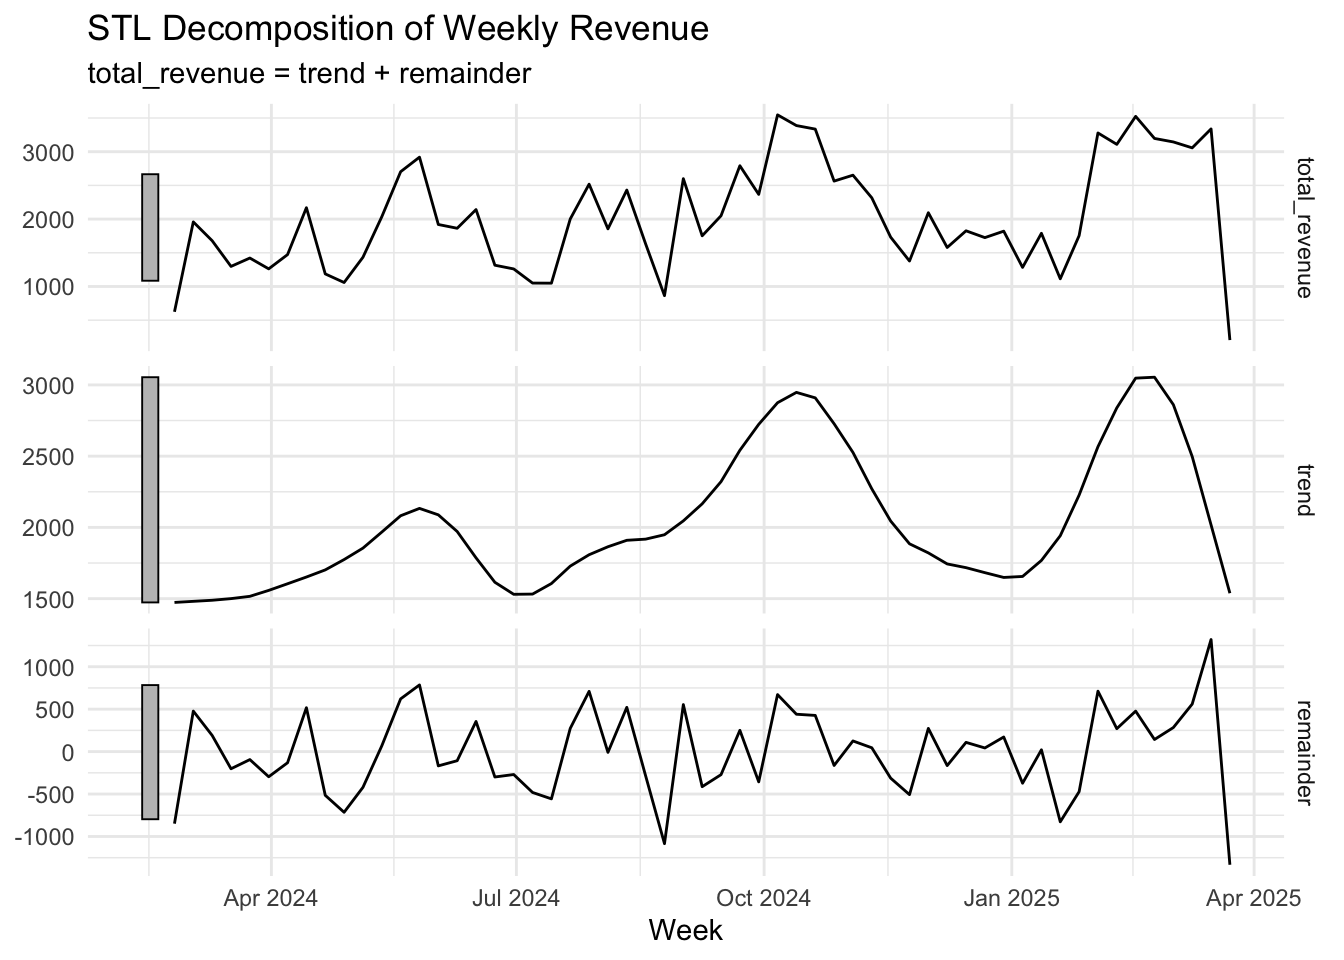 STL Decomposition of Weekly Revenue
total_revenue = trend + remainder
3000
2000
1000
total_revenue
3000
2500
2000
1500
trend
1000
500
0
-500
-1000
remainder
Apr 2024
Jul 2024
Oct 2024
Jan 2025
Apr 2025
Week